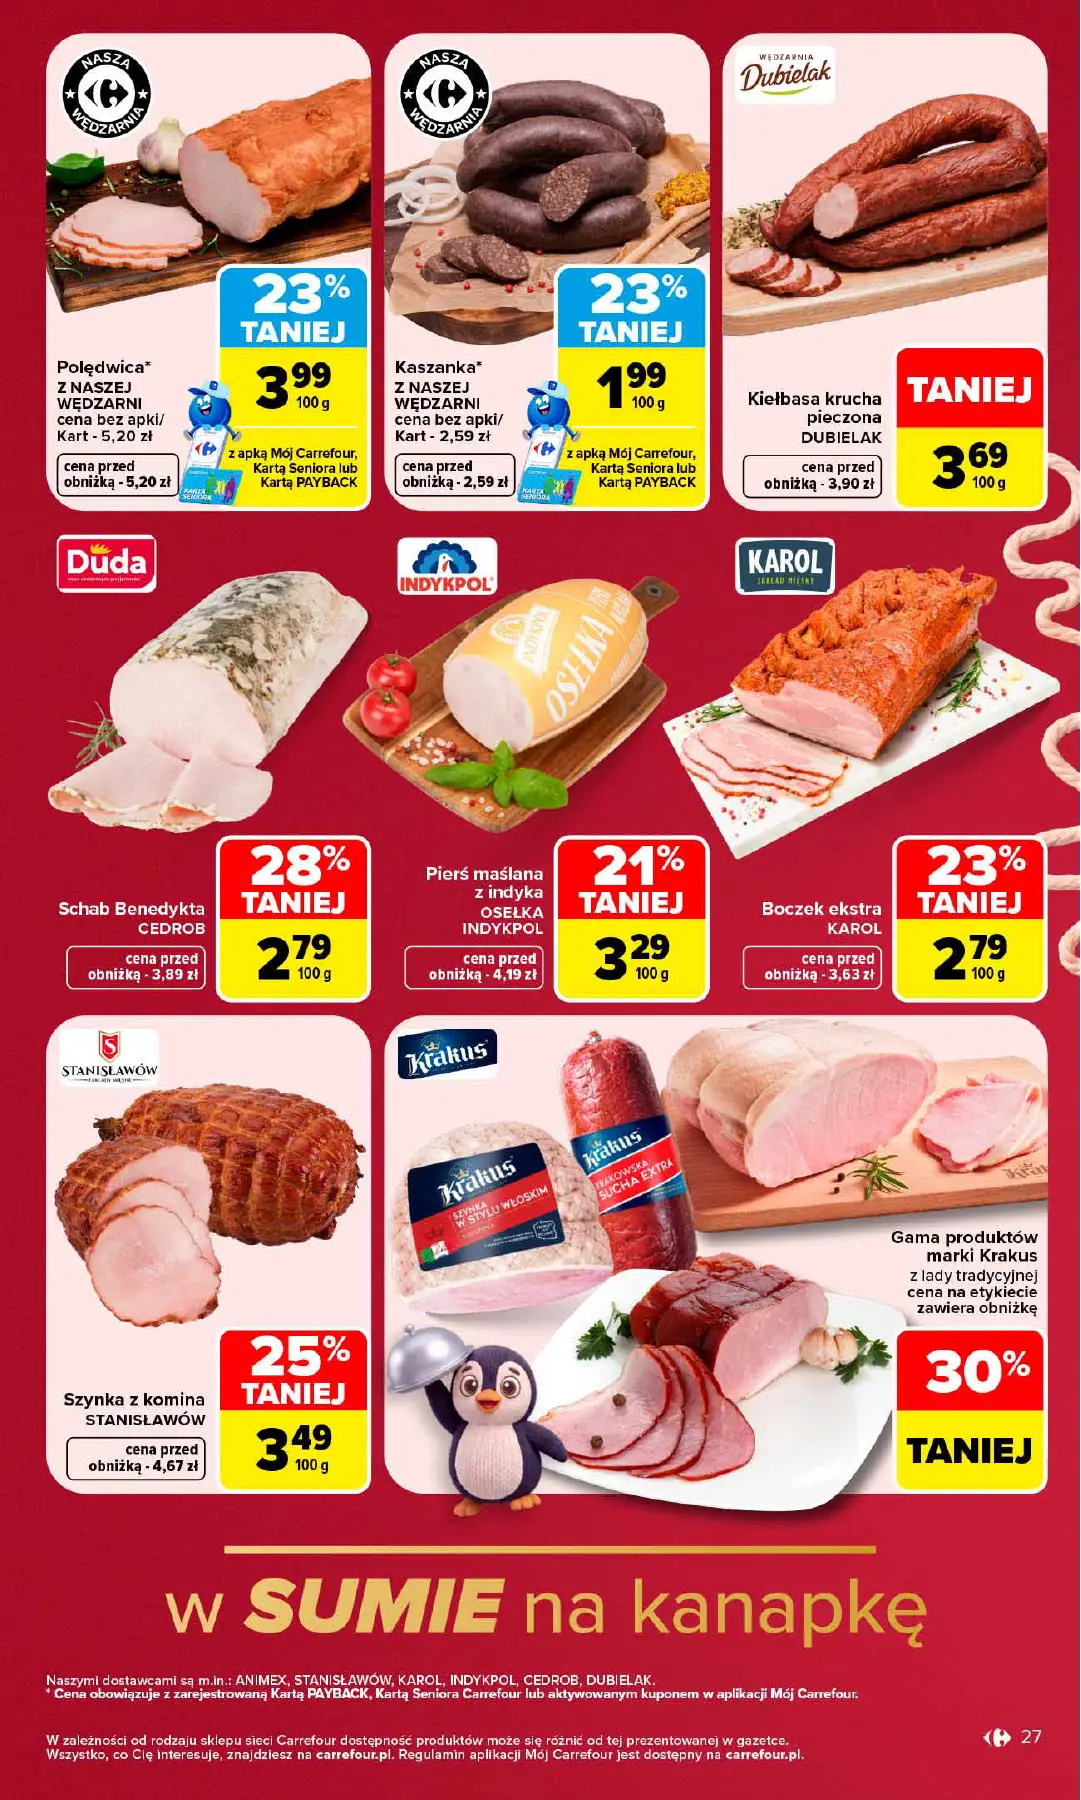 NASZA
WĘDZARNIA
23%
TANIEJ
Polędwica*
Z NASZEJ
WĘDZARNI
cena bez apki/
Kart - 5,20 zł
cena przed
obniżką - 5,20 zł
3 99
100 g
z apką Mój Carrefour,
Kartą Seniora lub
Kartą PAYBACK
KARTA
SENIORA
NASZA
WĘDZARNIA
23%
TANIEJ
Kaszanka*
Z NASZEJ
WĘDZARNI
cena bez apki/
Kart - 2,59 zł
cena przed
obniżką - 2,59 zł
1 99
100 g
z apką Mój Carrefour,
Kartą Seniora lub
Kartą PAYBACK
KARTA
SENIORA
WĘDZARNIA
Dubielak
Kiełbasa krucha
pieczona
DUBIELAK
cena przed
obniżką - 3,90 zł
TANIEJ
3 69
100 g
Duda
Schab Benedykta
CEDROB
cena przed
obniżką - 3,89 zł
28%
TANIEJ
2 79
100 g
INDYKPOL
INDYKPOL
OSEŁKA
Pierś maślana
z indyka
OSEŁKA
INDYKPOL
cena przed
obniżką - 4,19 zł
21%
TANIEJ
3 29
100 g
KAROL
ZAKŁAD MIĘSNY
Boczek ekstra
KAROL
cena przed
obniżką - 3,63 zł
23%
TANIEJ
2 79
100 g
S
STANISŁAWÓW
ZAKŁADY MIĘSNE
Szynka z komina
STANISŁAWÓW
cena przed
obniżką - 4,67 zł
25%
TANIEJ
3 49
100 g
Krakus
Krakus
SZYNKA
W STYLU WŁOSKIM
Krakus
KRAKOWSKA
SUCHA EXTRA
Krakus
Gama produktów
marki Krakus
z lady tradycyjnej
cena na etykiecie
zawiera obniżkę
30%
TANIEJ
w SUMIE na kanapkę
Naszymi dostawcami są m.in.: ANIMEX, STANISŁAWÓW, KAROL, INDYKPOL, CEDROB, DUBIELAK.
* Cena obowiązuje z zarejestrowaną Kartą PAYBACK, Kartą Seniora Carrefour lub aktywowanym kuponem w aplikacji Mój Carrefour.
W zależności od rodzaju sklepu sieci Carrefour dostępność produktów może się różnić od tej prezentowanej w gazetce.
Wszystko, co Cię interesuje, znajdziesz na carrefour.pl. Regulamin aplikacji Mój Carrefour jest dostępny na carrefour.pl.
27